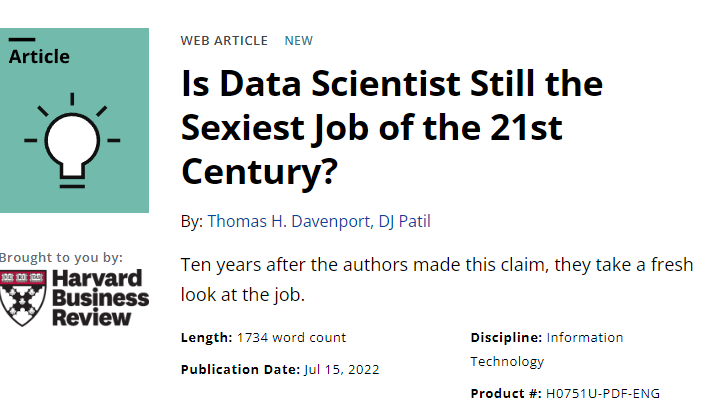 Article
Brought to you by:
Harvard
Business
Review
WEB ARTICLE NEW
Is Data Scientist Still the
Sexiest Job of the 21st
Century?
By: Thomas H. Davenport, DJ Patil
Ten years after the authors made this claim, they take a fresh
look at the job.
Length: 1734 word count
Publication Date: Jul 15, 2022
Discipline: Information
Technology
Product #: H0751U-PDF-ENG